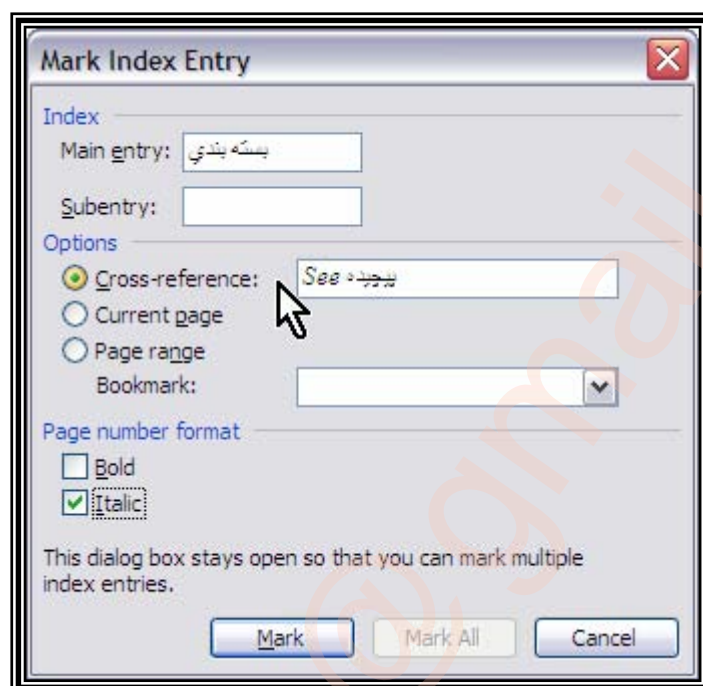 Mark Index Entry
Index
Main entry: بسته بندي
Subentry:
Options
Cross-reference: See پيچيده
Current page
Page range
Bookmark:
Page number format
Bold
Italic
This dialog box stays open so that you can mark multiple
index entries.
Mark Mark All Cancel
@gmail